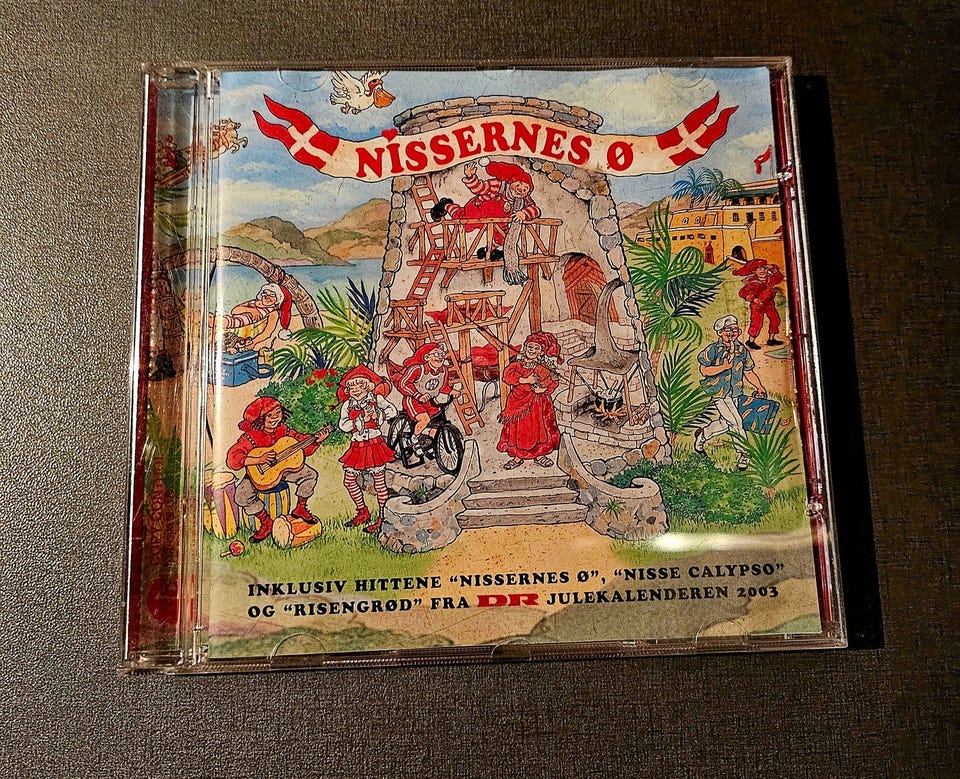 NISSERNES Ø
INKLUSIV HITTENE "NISSERNES Ø", "NISSE CALYPSO"
OG "RISENGRØD" FRA DR JULEKALENDEREN 2003